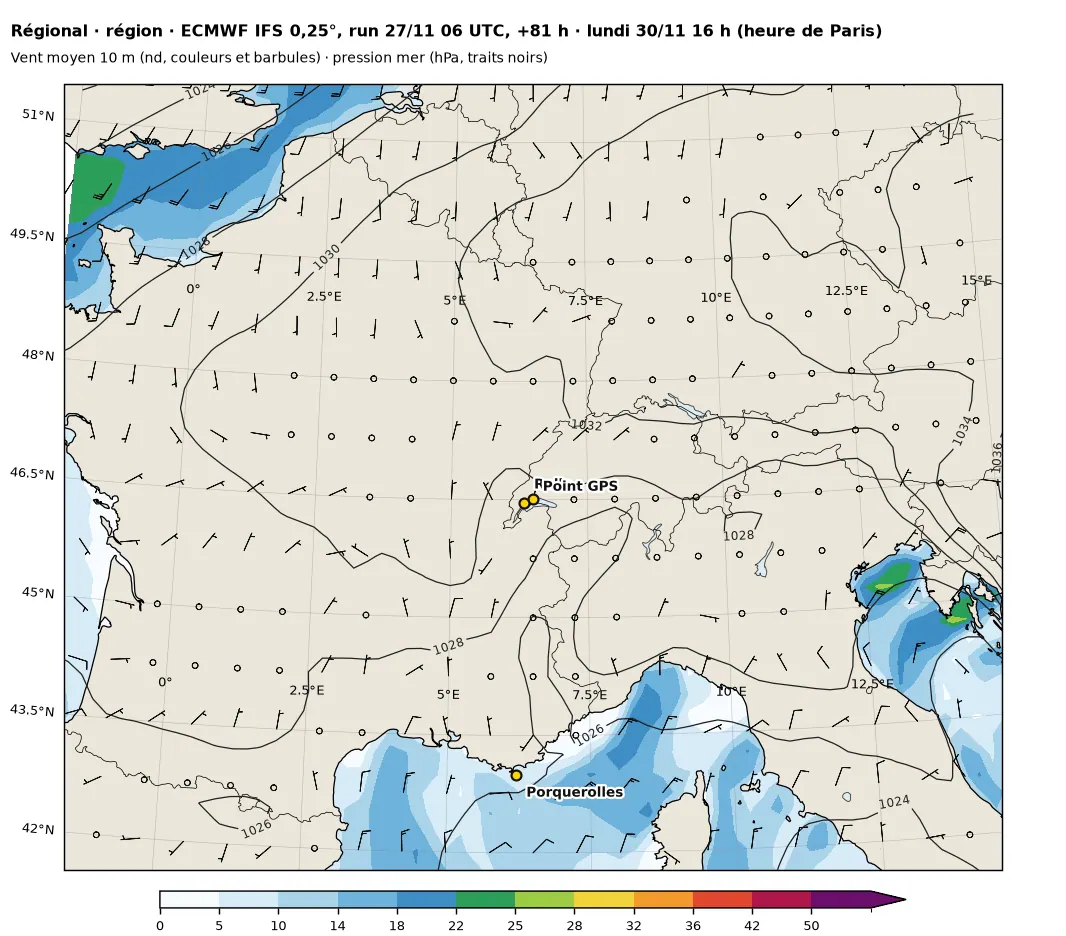 Régional · région · ECMWF IFS 0,25°, run 27/11 06 UTC, +81 h · lundi 30/11 16 h (heure de Paris)
Vent moyen 10 m (nd, couleurs et barbules) · pression mer (hPa, traits noirs)
1024
51°N
1026
49.5°N
1028
1030
0°
2.5°E
5°E
7.5°E
10°E
12.5°E
15°E
48°N
1032
1034
1036
46.5°N
Point GPS
1028
45°N
1028
0°
2.5°E
5°E
7.5°E
10°E
12.5°E
43.5°N
1026
Porquerolles
1024
1026
42°N
0 5 10 14 18 22 25 28 32 36 42 50